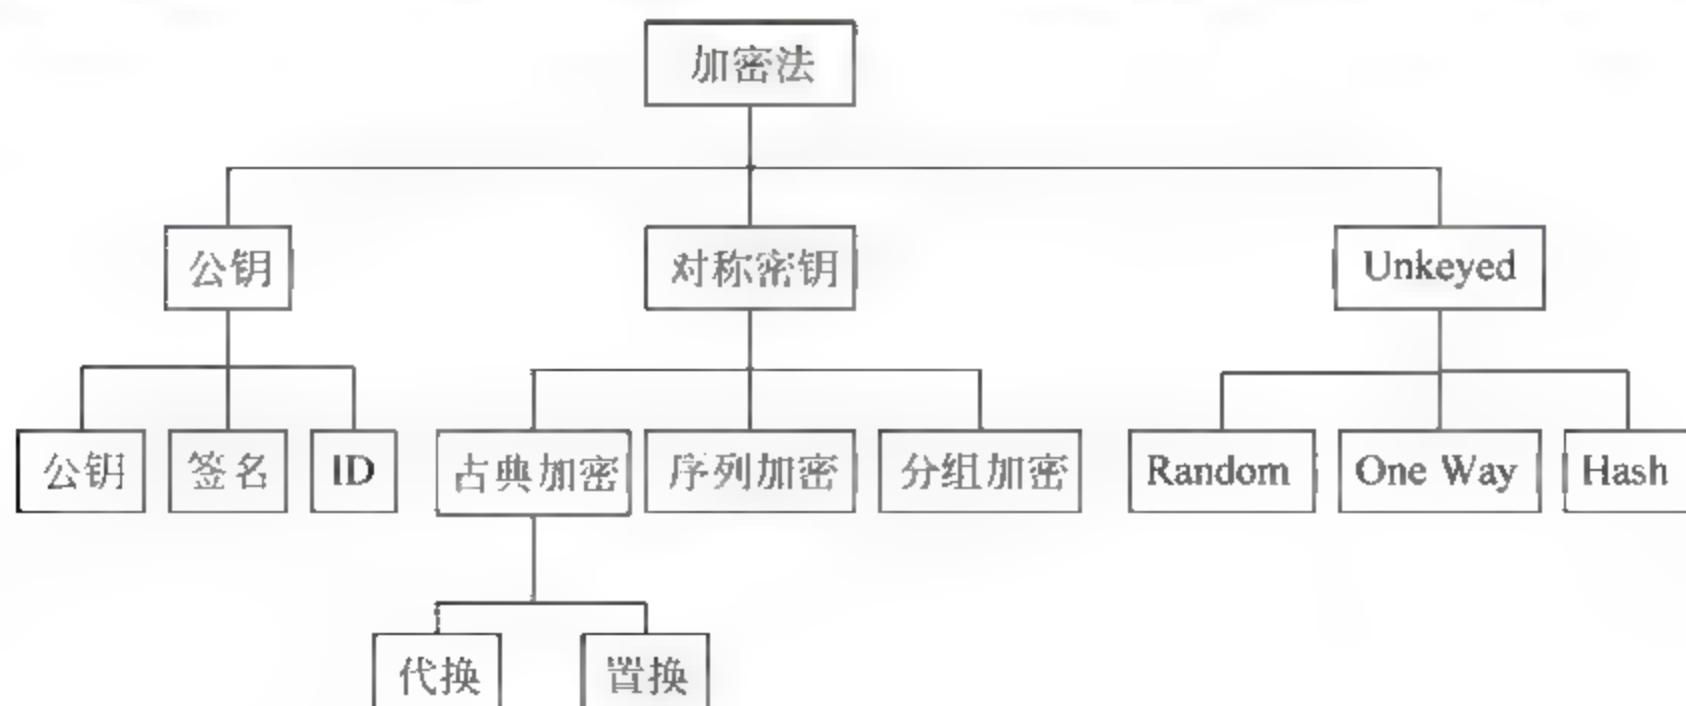 加密法
公钥 对称密钥 Unkeyed
公钥 签名 ID 古典加密 序列加密 分组加密 Random One Way Hash
代换 置换